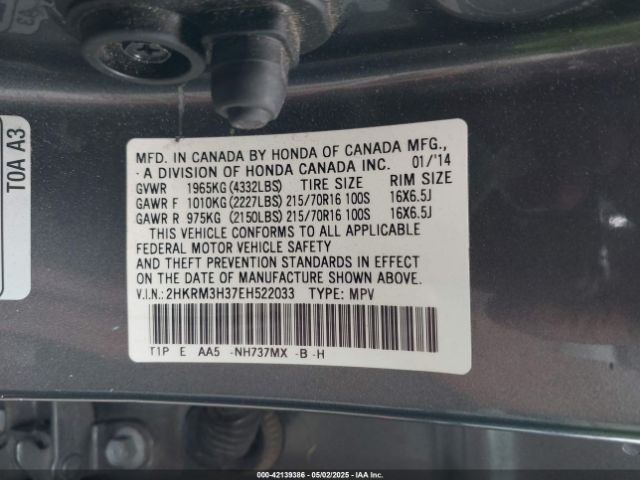 TOA A3
MFD. IN CANADA BY HONDA OF CANADA MFG.,
A DIVISION OF HONDA CANADA INC. 01/'14
GVWR 1965KG (4332LBS) TIRE SIZE RIM SIZE
GAWR F 1010KG (2227LBS) 215/70R16 100S 16X6.5J
GAWR R 975KG (2150LBS) 215/70R16 100S 16X6.5J
THIS VEHICLE CONFORMS TO ALL APPLICABLE
FEDERAL MOTOR VEHICLE SAFETY
AND THEFT PREVENTION STANDARDS IN EFFECT
ON THE DATE OF MANUFACTURE SHOWN ABOVE.
V.I.N.: 2HKRM3H37EH522033 TYPE: MPV
T1P E AA5 -NH737MX -B -H
000-42139386 - 05/02/2025 - IAA Inc.